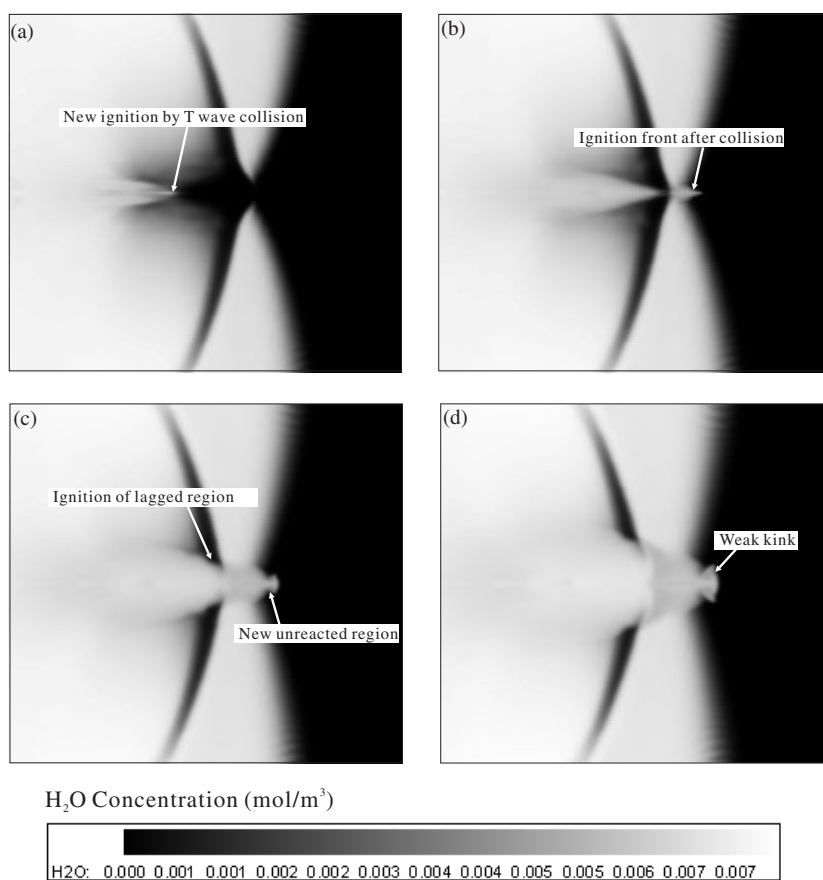 (a)
New ignition by T wave collision
(b)
Ignition front after collision
(c)
Ignition of lagged region
New unreacted region
(d)
Weak kink
H₂O Concentration (mol/m³)
H2O: 0.000 0.001 0.001 0.002 0.002 0.003 0.004 0.004 0.005 0.005 0.006 0.007 0.007